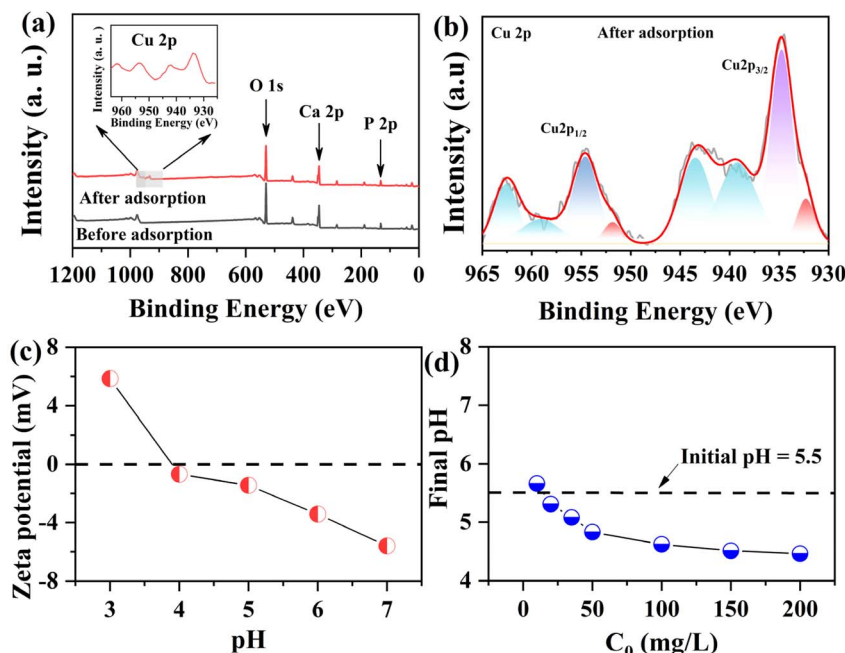 (a)
Cu 2p
Intensity (a. u.)
960 950 940 930
Binding Energy (eV)
O 1s
Ca 2p
P 2p
After adsorption
Before adsorption
Intensity (a. u.)
1200 1000 800 600 400 200 0
Binding Energy (eV)
(b)
Cu 2p
After adsorption
Cu2p3/2
Cu2p1/2
Intensity (a.u)
965 960 955 950 945 940 935 930
Binding Energy (eV)
(c)
Zeta potential (mV)
8
4
0
-4
-8
3 4 5 6 7
pH
(d)
Final pH
8
7
6
5
4
Initial pH = 5.5
0 50 100 150 200
C0 (mg/L)